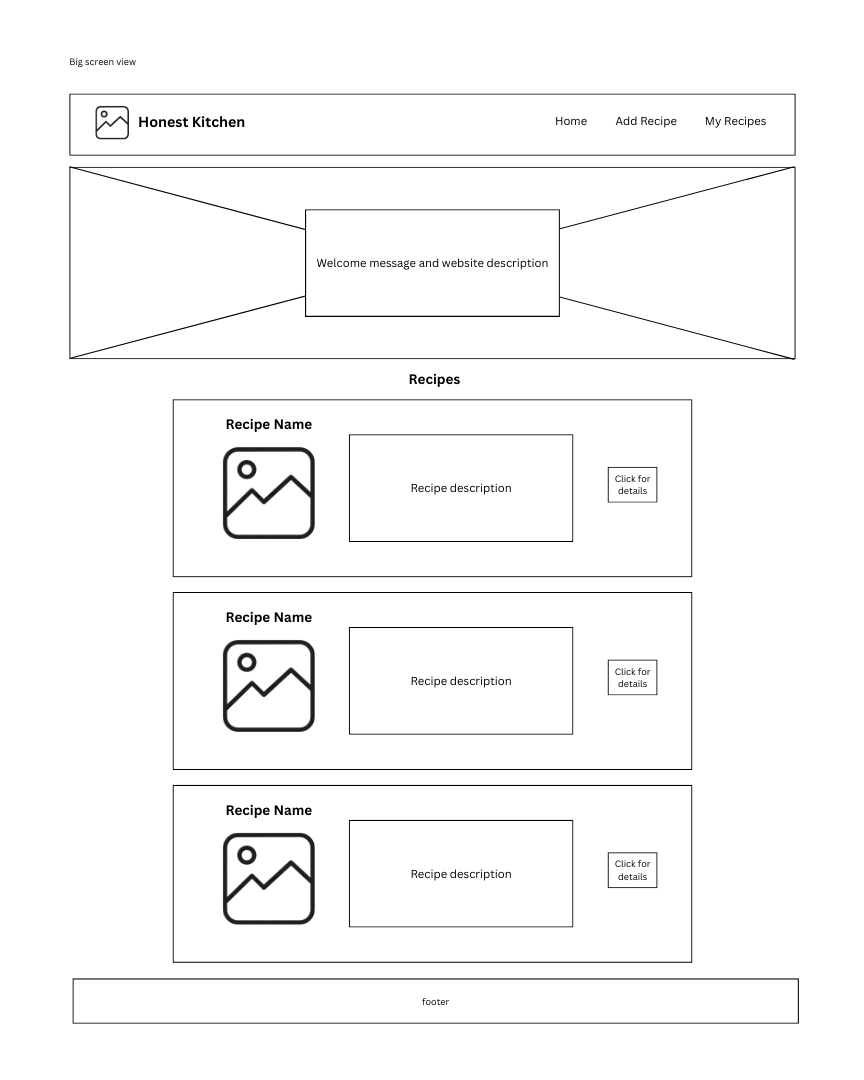 Big screen view
Honest Kitchen
Home Add Recipe My Recipes
Welcome message and website description
Recipes
Recipe Name
Recipe description
Click for
details
Recipe Name
Recipe description
Click for
details
Recipe Name
Recipe description
Click for
details
footer